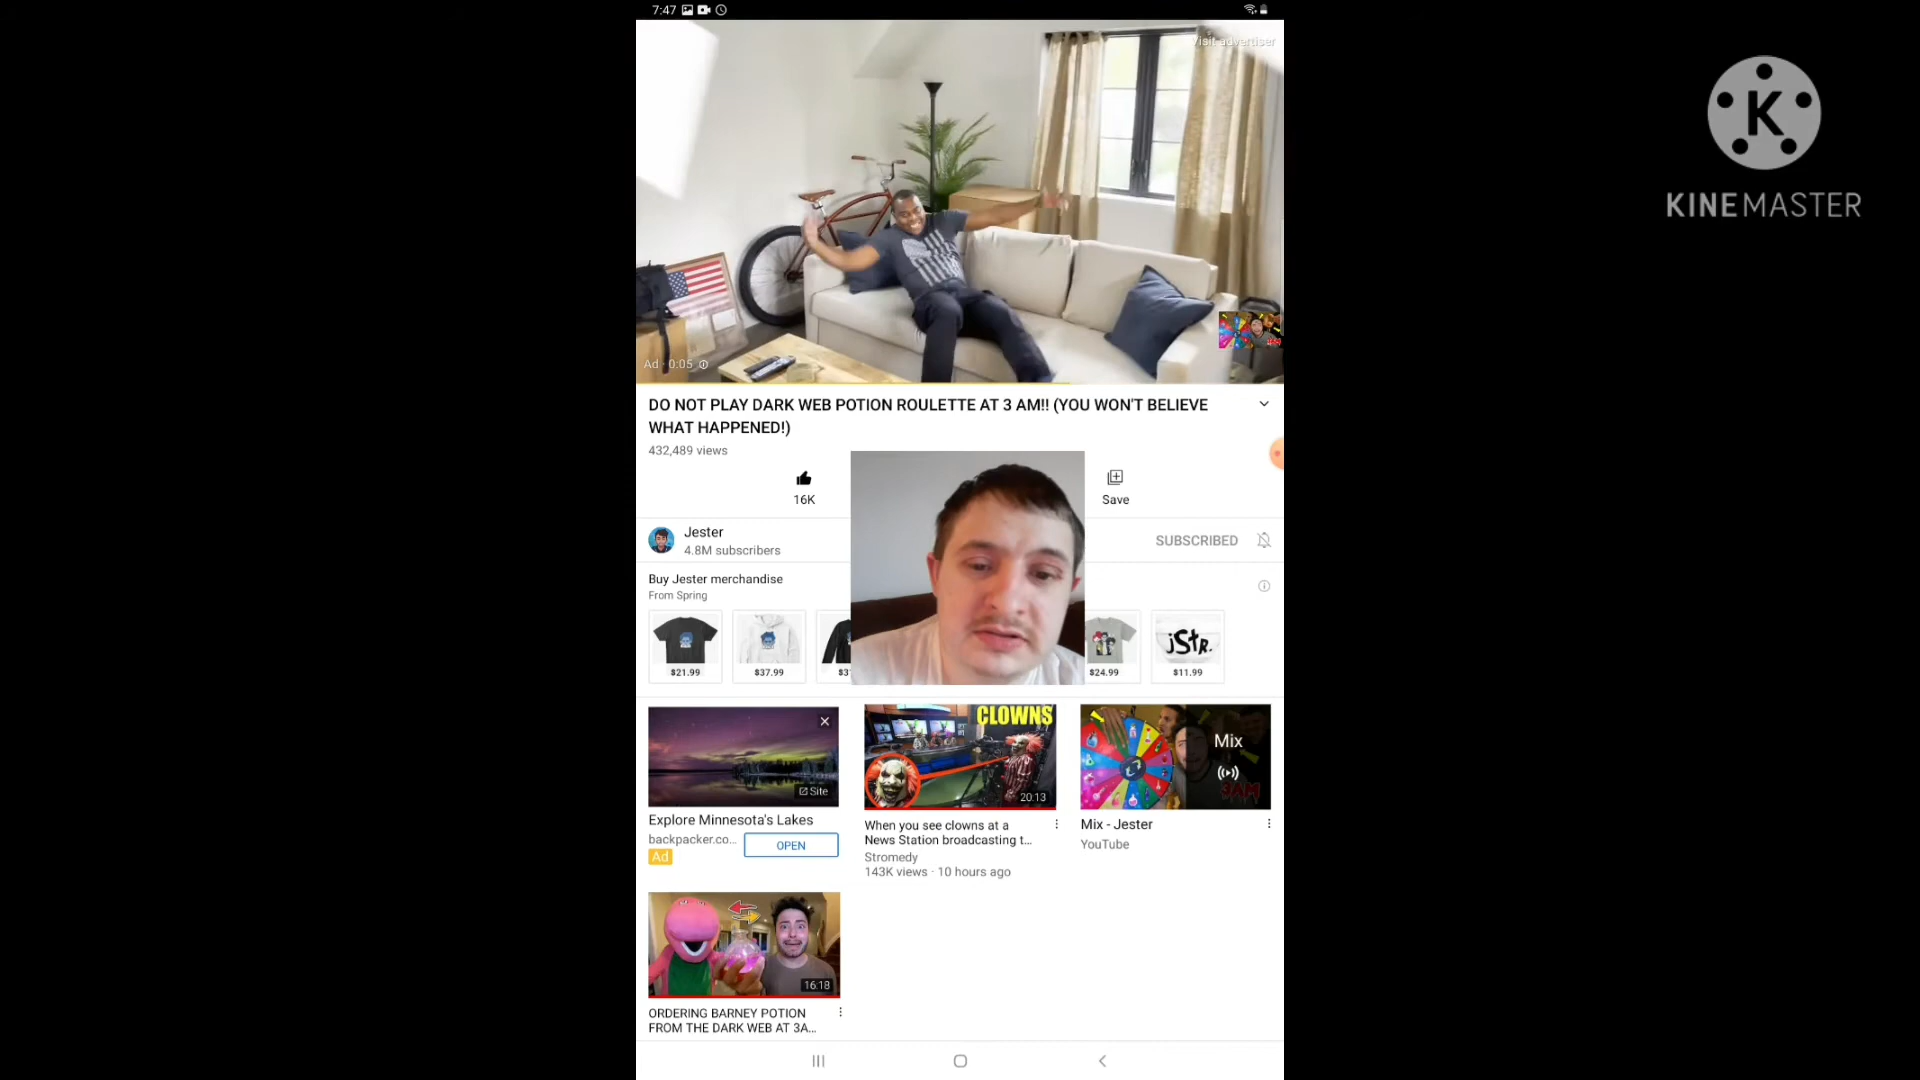 7:47
Visit advertiser
K
KINEMASTER
Ad · 0:05
DO NOT PLAY DARK WEB POTION ROULETTE AT 3 AM!! (YOU WON'T BELIEVE
WHAT HAPPENED!)
432,489 views
16K
Save
Jester
4.8M subscribers
SUBSCRIBED
Buy Jester merchandise
From Spring
jSTR.
$21.99
$37.99
$24.99
$11.99
CLOWNS
Mix
3AM
Site
20:13
Explore Minnesota's Lakes
backpacker.co...
OPEN
Ad
When you see clowns at a
News Station broadcasting t...
Stromedy
143K views · 10 hours ago
Mix - Jester
YouTube
16:18
ORDERING BARNEY POTION
FROM THE DARK WEB AT 3A...